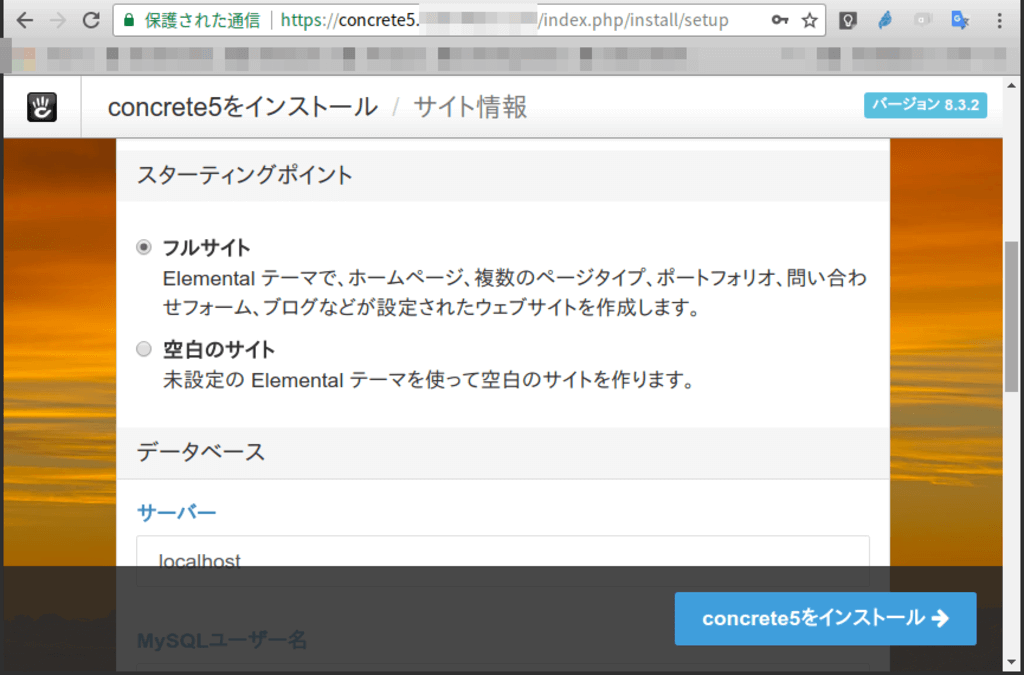 保護された通信 https://concrete5. /index.php/install/setup
concrete5をインストール / サイト情報 バージョン 8.3.2
スターティングポイント
フルサイト
Elemental テーマで、ホームページ、複数のページタイプ、ポートフォリオ、問い合わ
せフォーム、ブログなどが設定されたウェブサイトを作成します。
空白のサイト
未設定の Elemental テーマを使って空白のサイトを作ります。
データベース
サーバー
localhost
concrete5をインストール
MySQLユーザー名